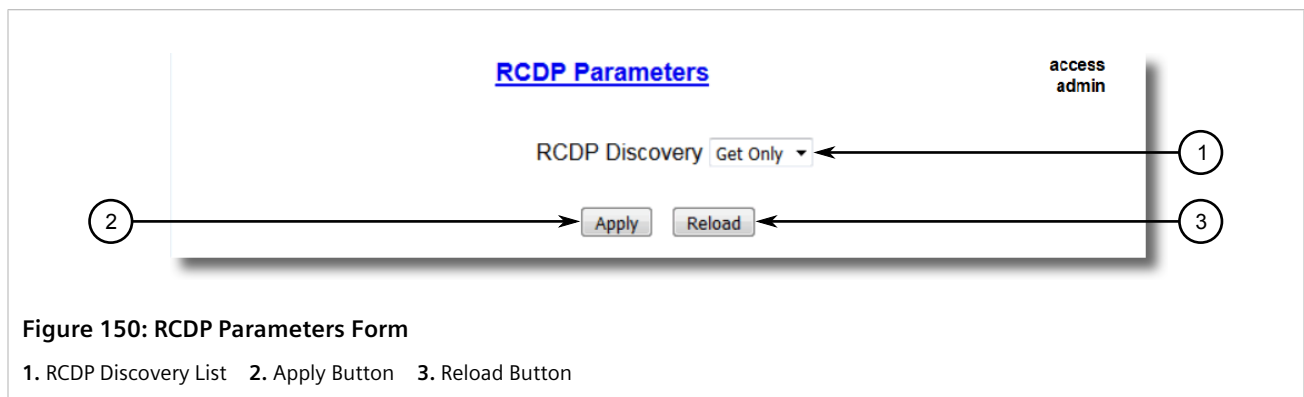 RCDP Parameters
access
admin
RCDP Discovery Get Only
1
2
Apply Reload
3
Figure 150: RCDP Parameters Form
1. RCDP Discovery List 2. Apply Button 3. Reload Button